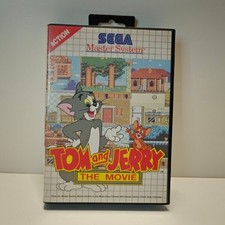 ACTION
SEGA
Master System
TOM and JERRY
THE MOVIE